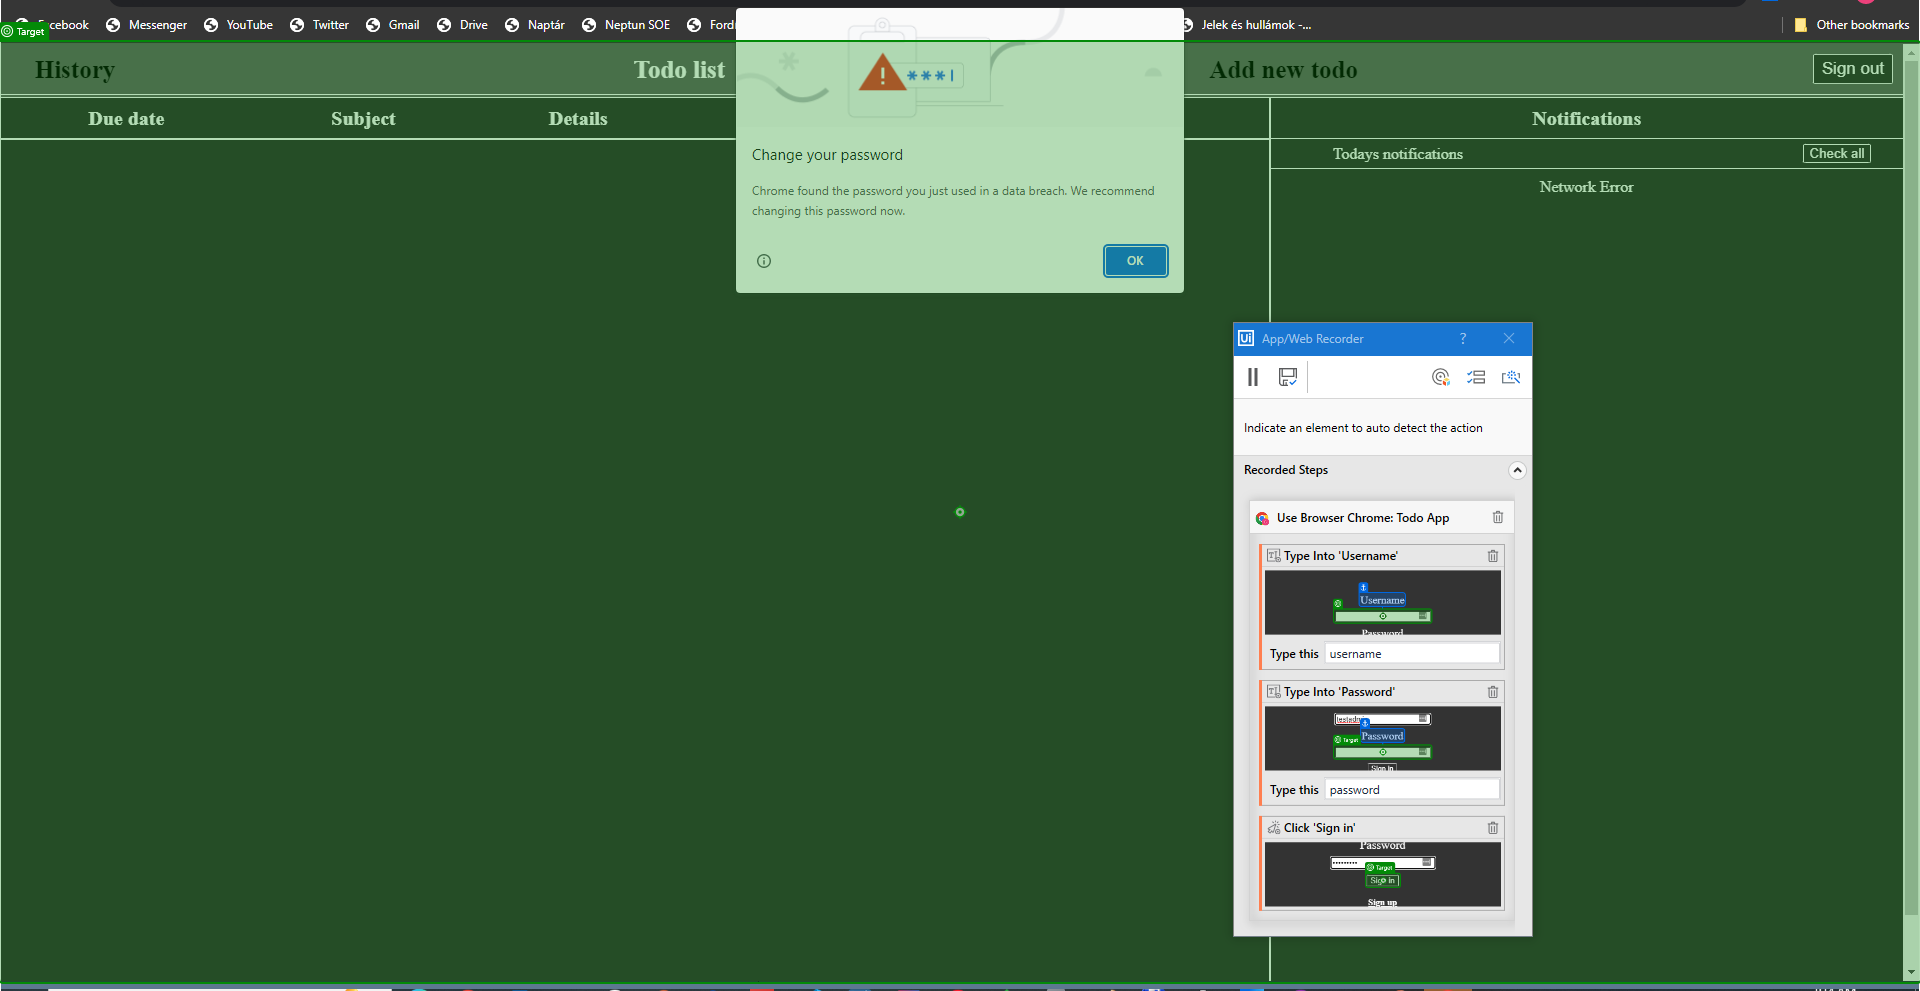 Facebook Messenger YouTube Twitter Gmail Drive Naptár Neptun SOE Jelek és hullámok -... Other bookmarks
Target
History Todo list Add new todo Sign out
***|
Due date Subject Details Notifications
Todays notifications Check all
Network Error
Change your password
Chrome found the password you just used in a data breach. We recommend
changing this password now.
OK
Ui App/Web Recorder ?
Indicate an element to auto detect the action
Recorded Steps
Use Browser Chrome: Todo App
Type Into 'Username'
Username
Password
Type this username
Type Into 'Password'
Target Password
Sign in
Type this password
Click 'Sign in'
Password
Target
Sign in
Sign up